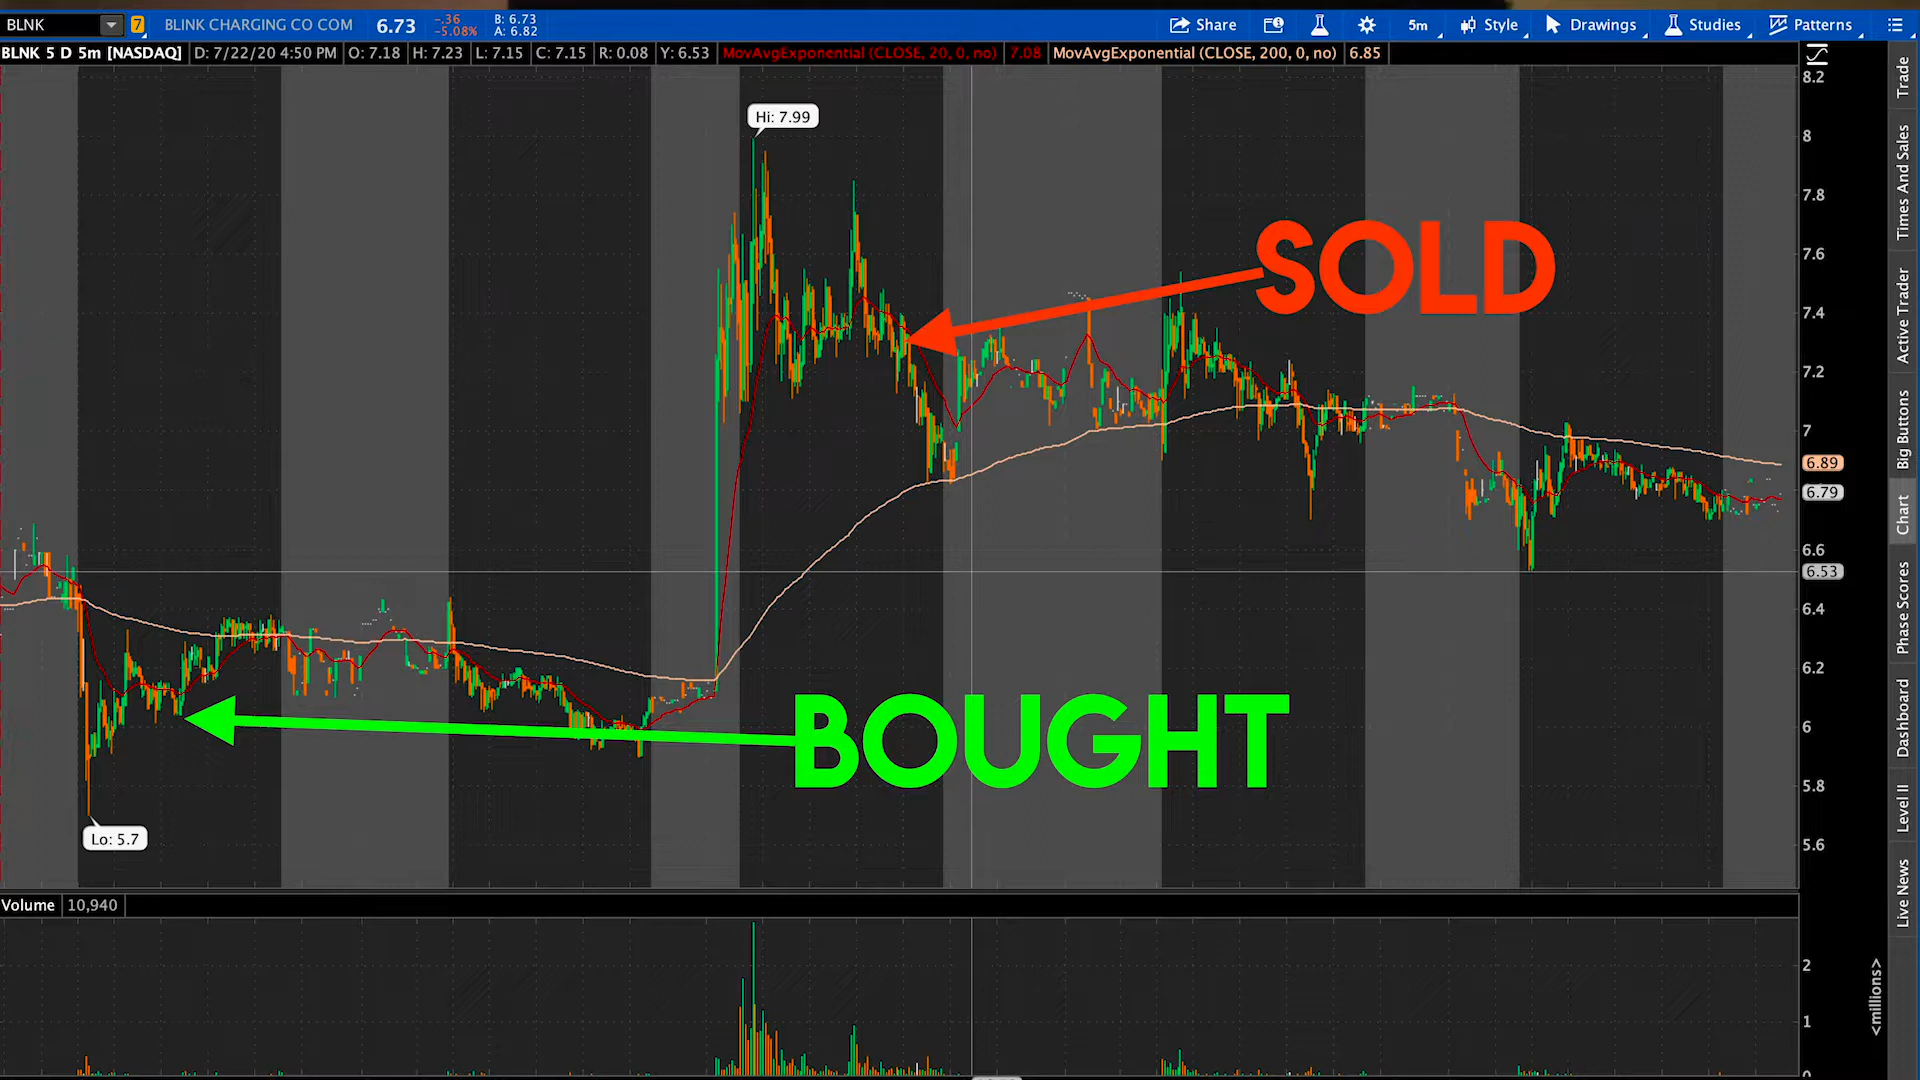 BLNK 7 BLINK CHARGING CO COM 6.73 -.36 -5.08% B: 6.73 A: 6.82 Share 5m Style Drawings Studies Patterns
BLNK 5 D 5m [NASDAQ] D: 7/22/20 4:50 PM O: 7.18 H: 7.23 L: 7.15 C: 7.15 R: 0.08 Y: 6.53 MovAvgExponential (CLOSE, 20, 0, no) 7.08 MovAvgExponential (CLOSE, 200, 0, no) 6.85
8.2
Hi: 7.99
8
7.8
SOLD
7.6
7.4
7.2
7
6.89
6.79
6.6
6.53
6.4
6.2
BOUGHT
6
5.8
Lo: 5.7
5.6
Volume 10,940
2
1
0
<millions>
Trade
Times And Sales
Active Trader
Big Buttons
Chart
Phase Scores
Dashboard
Level II
Live News